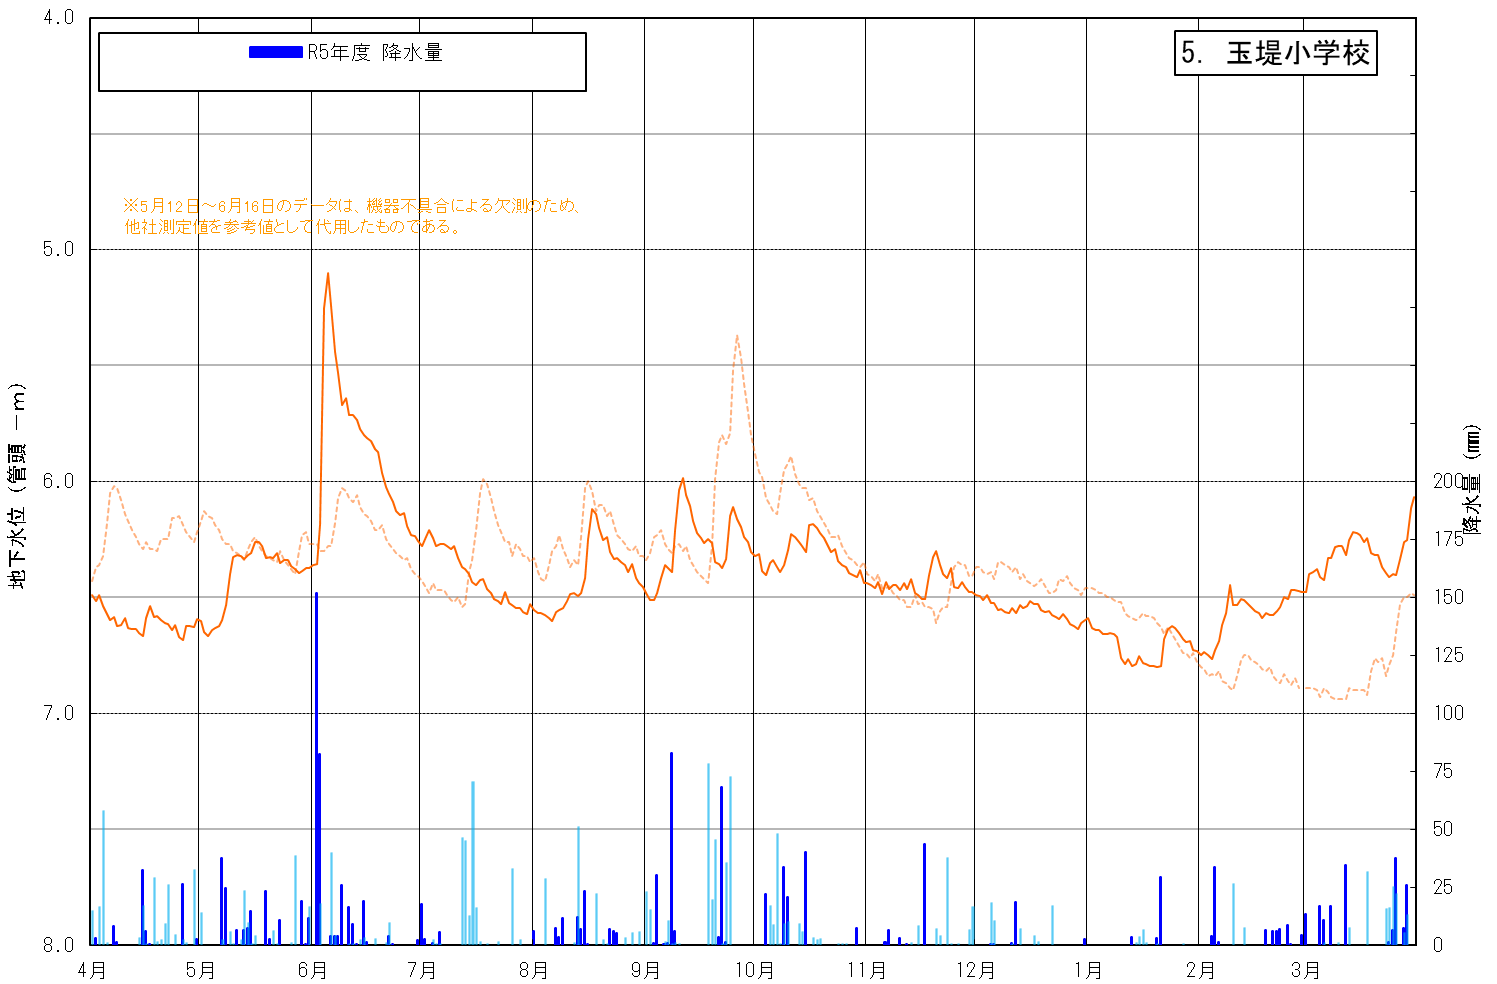 4.0
R5年度 降水量
5. 玉堤小学校
※5月12日～6月16日のデータは、機器不具合による欠測のため、
他社測定値を参考値として代用したものである。
5.0
6.0
7.0
8.0
地下水位（管頭 －m）
200
175
150
125
100
75
50
25
0
降水量（㎜）
4月 5月 6月 7月 8月 9月 10月 11月 12月 1月 2月 3月